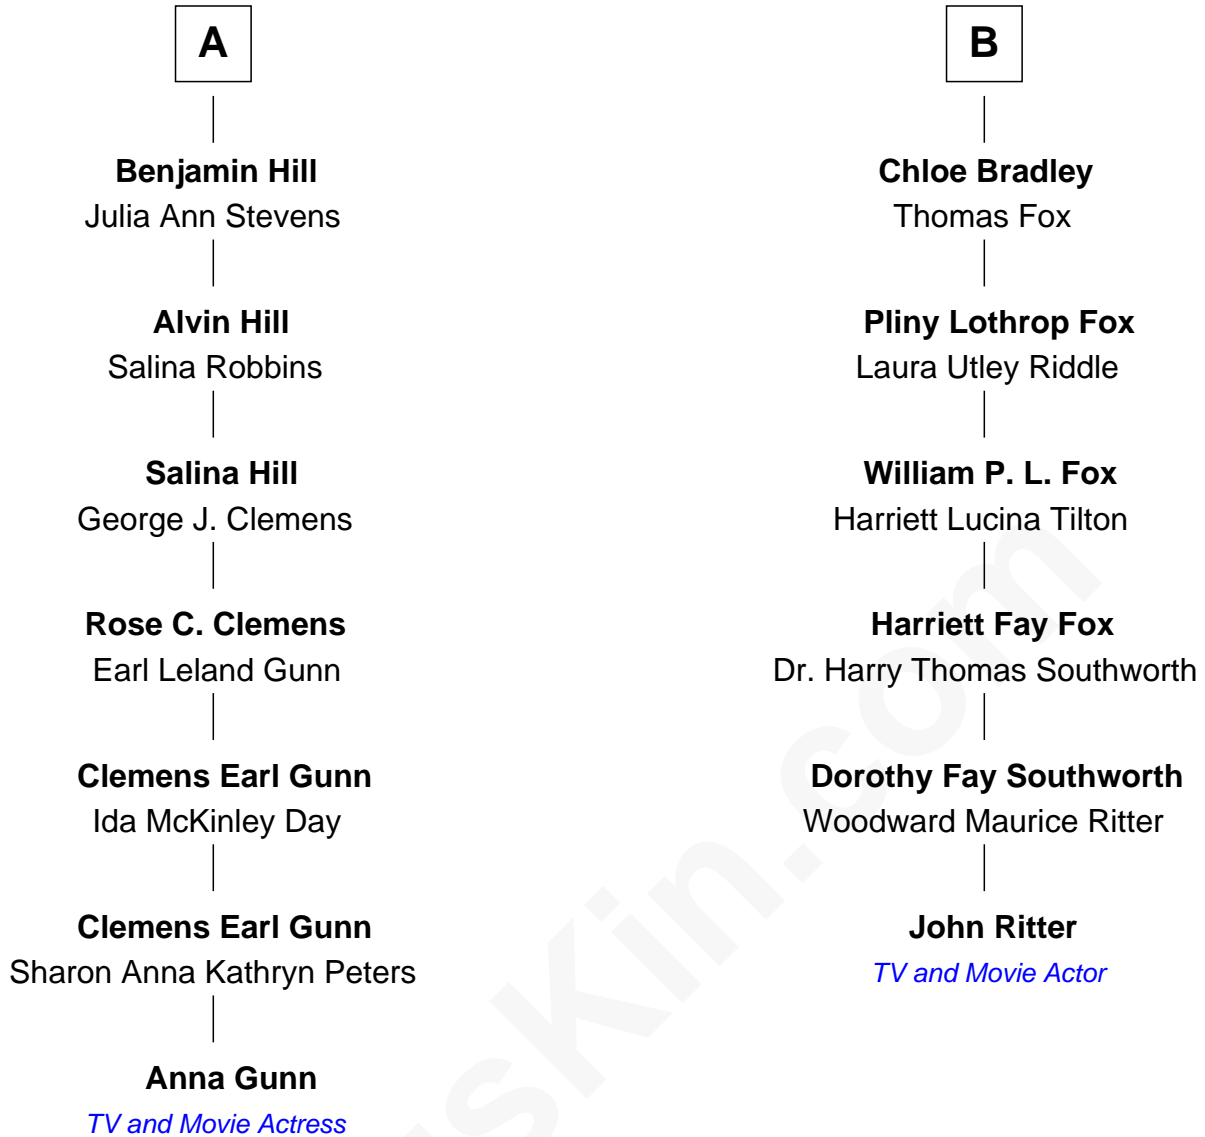 A
Benjamin Hill
Julia Ann Stevens
Alvin Hill
Salina Robbins
Salina Hill
George J. Clemens
Rose C. Clemens
Earl Leland Gunn
Clemens Earl Gunn
Ida McKinley Day
Clemens Earl Gunn
Sharon Anna Kathryn Peters
Anna Gunn
TV and Movie Actress
B
Chloe Bradley
Thomas Fox
Pliny Lothrop Fox
Laura Utley Riddle
William P. L. Fox
Harriett Lucina Tilton
Harriett Fay Fox
Dr. Harry Thomas Southworth
Dorothy Fay Southworth
Woodward Maurice Ritter
John Ritter
TV and Movie Actor